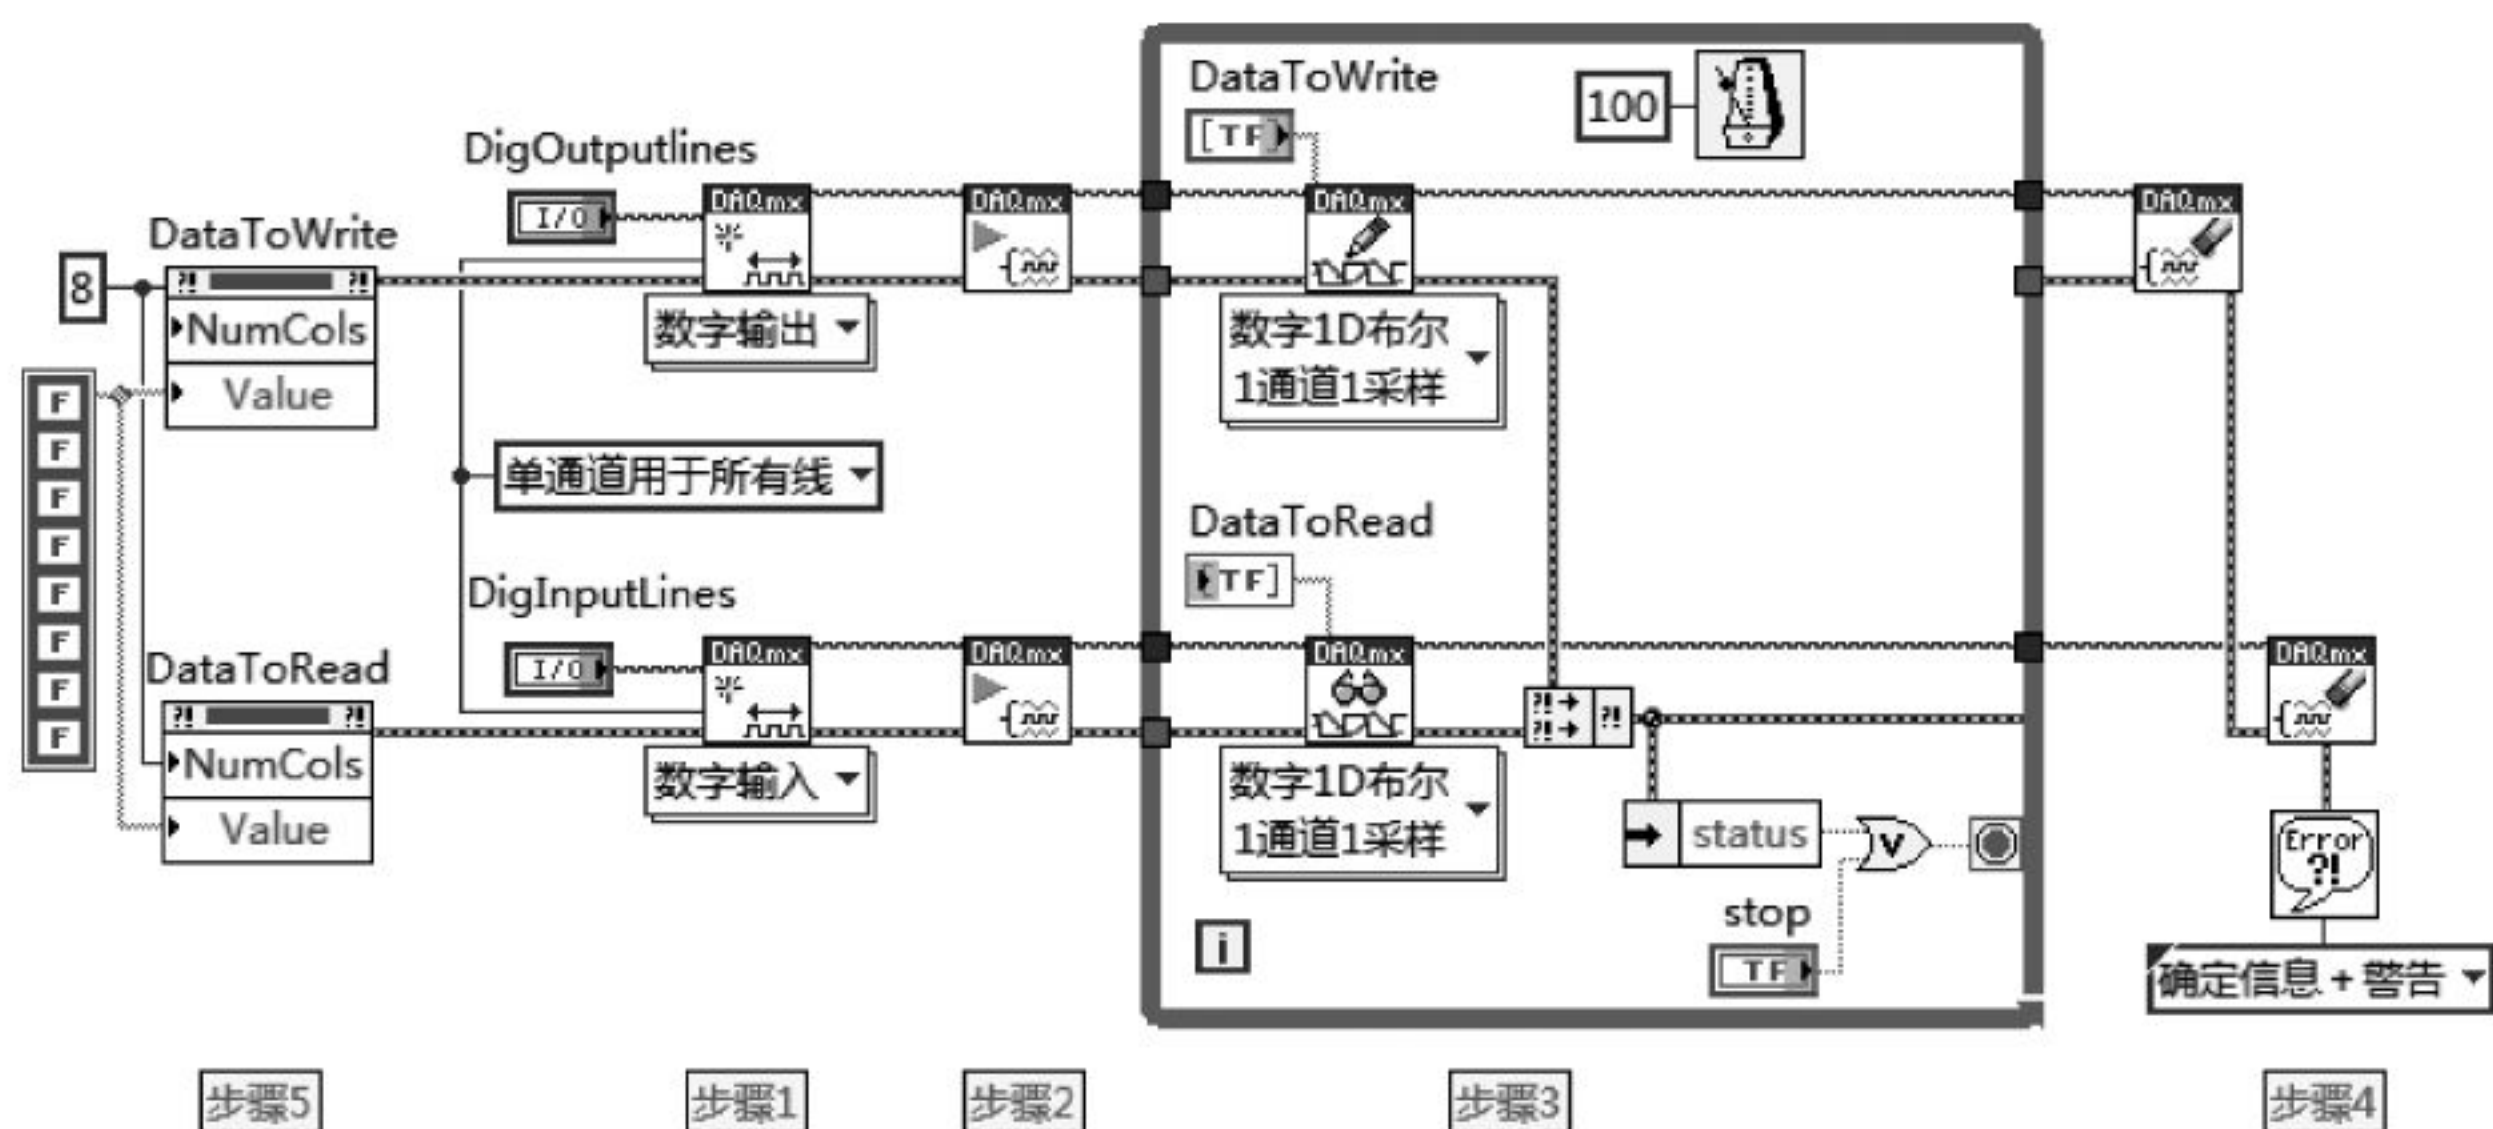 DataToWrite
100
[TF]
DigOutputlines
DAQmx
DAQmx
DAQmx
DAQmx
I/O
DataToWrite
8
?! ?!
NumCols
Value
数字输出
数字1D布尔
1通道1采样
F
F
F
F
F
F
F
F
单通道用于所有线
DataToRead
[TF]
DigInputLines
DAQmx
DAQmx
DAQmx
DAQmx
I/O
DataToRead
?! ?!
NumCols
Value
数字输入
数字1D布尔
1通道1采样
?!
?!
?!
status
V
stop
TF
i
Error
?!
确定信息+警告
步骤5
步骤1
步骤2
步骤3
步骤4